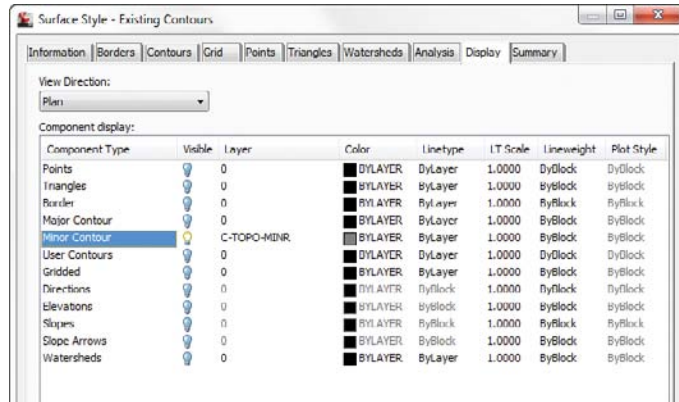 Surface Style - Existing Contours
Information Borders Contours Grid Points Triangles Watersheds Analysis Display Summary
View Direction:
Plan
Component display:
Component Type Visible Layer Color Linetype LT Scale Lineweight Plot Style
Points 0 BYLAYER ByLayer 1.0000 ByBlock ByBlock
Triangles 0 BYLAYER ByLayer 1.0000 ByBlock ByBlock
Border 0 BYLAYER ByLayer 1.0000 ByBlock ByBlock
Major Contour 0 BYLAYER ByLayer 1.0000 ByBlock ByBlock
Minor Contour C-TOPO-MINR BYLAYER ByLayer 1.0000 ByBlock ByBlock
User Contours 0 BYLAYER ByLayer 1.0000 ByBlock ByBlock
Gridded 0 BYLAYER ByLayer 1.0000 ByBlock ByBlock
Directions 0 BYLAYER ByBlock 1.0000 ByBlock ByBlock
Elevations 0 BYLAYER ByBlock 1.0000 ByBlock ByBlock
Slopes 0 BYLAYER ByBlock 1.0000 ByBlock ByBlock
Slope Arrows 0 BYLAYER ByBlock 1.0000 ByBlock ByBlock
Watersheds 0 BYLAYER ByLayer 1.0000 ByBlock ByBlock